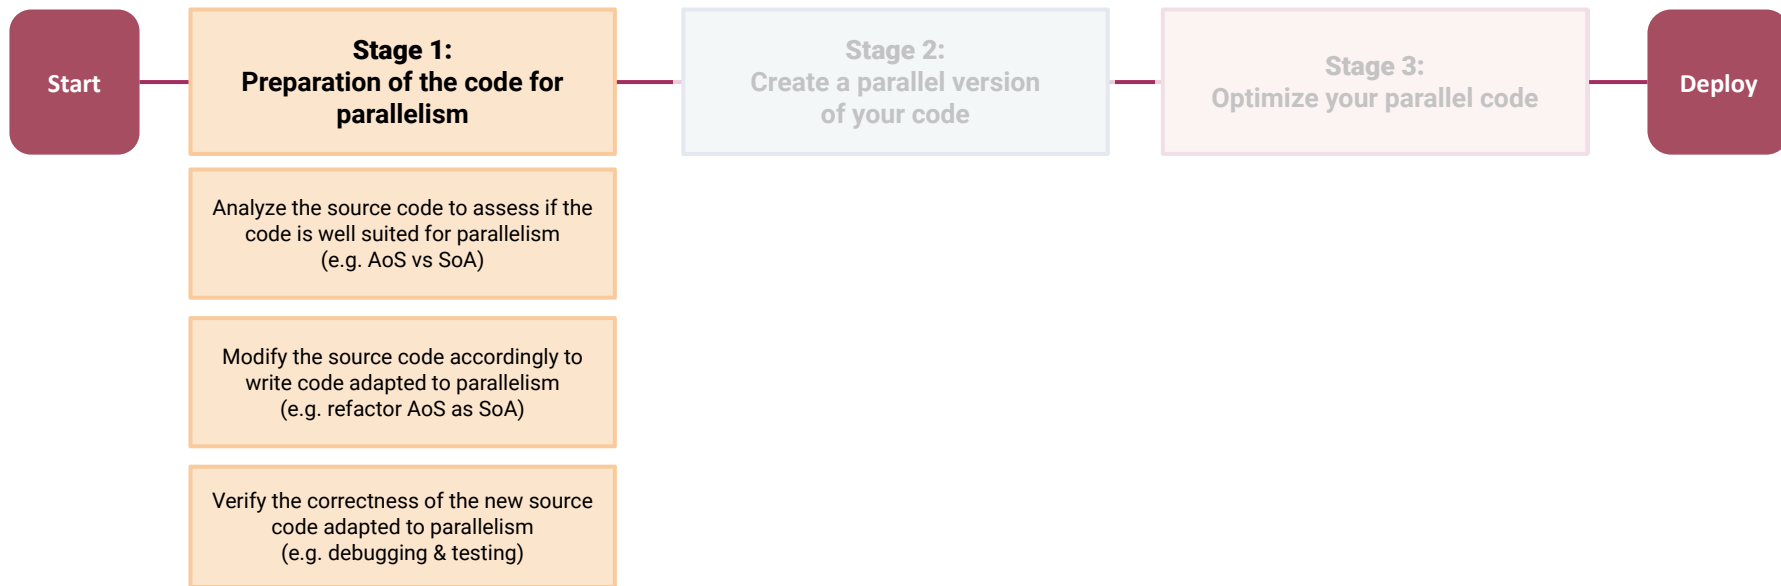 Start
Stage 1:
Preparation of the code for
parallelism
Stage 2:
Create a parallel version
of your code
Stage 3:
Optimize your parallel code
Deploy
Analyze the source code to assess if the
code is well suited for parallelism
(e.g. AoS vs SoA)
Modify the source code accordingly to
write code adapted to parallelism
(e.g. refactor AoS as SoA)
Verify the correctness of the new source
code adapted to parallelism
(e.g. debugging & testing)